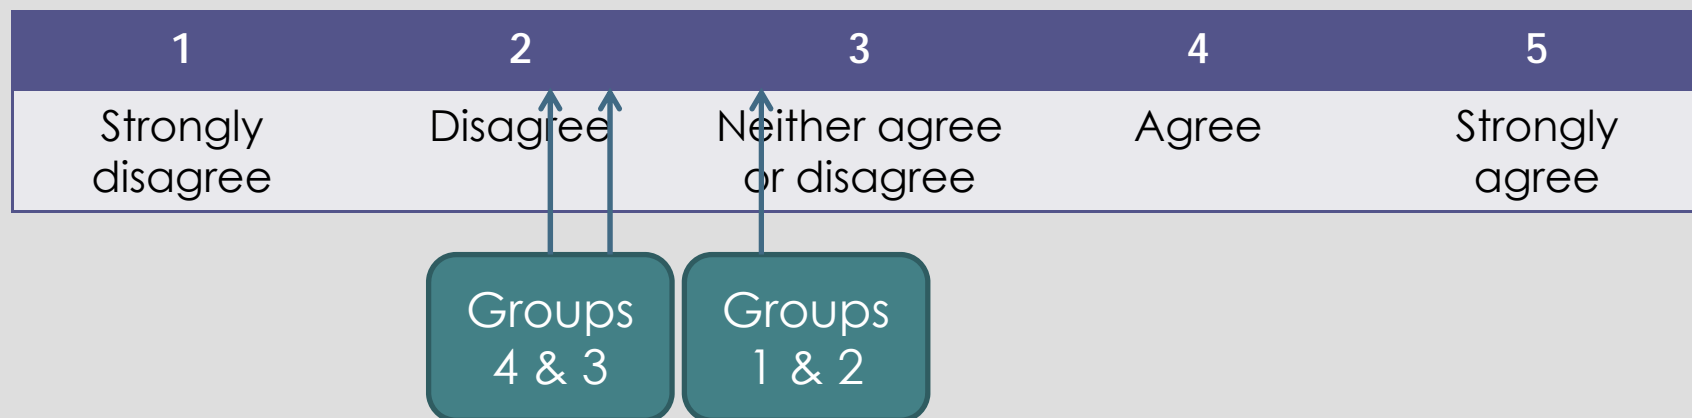 1 2 3 4 5
Strongly disagree
Disagree
Neither agree or disagree
Agree
Strongly agree
Groups
4 & 3
Groups
1 & 2